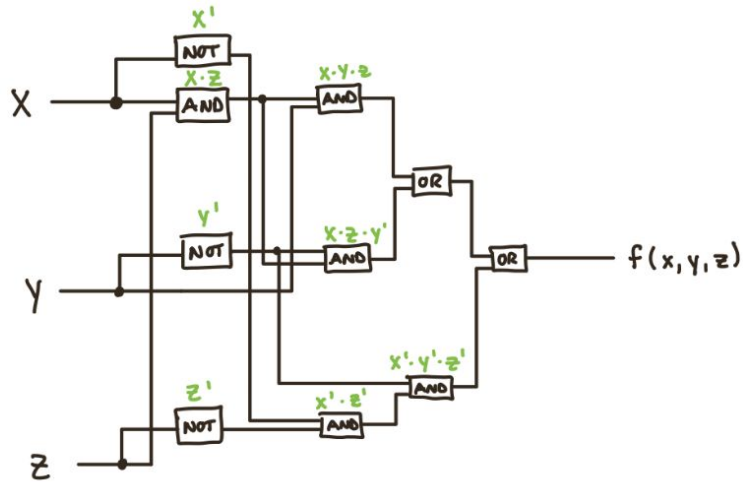 X'
NOT
X·Z
X
AND
X·Y·Z
AND
OR
Y'
NOT
X·Z·Y'
AND
OR
f(x,y,z)
Y
X'·Y'·Z'
AND
Z'
NOT
X'·Z'
AND
Z